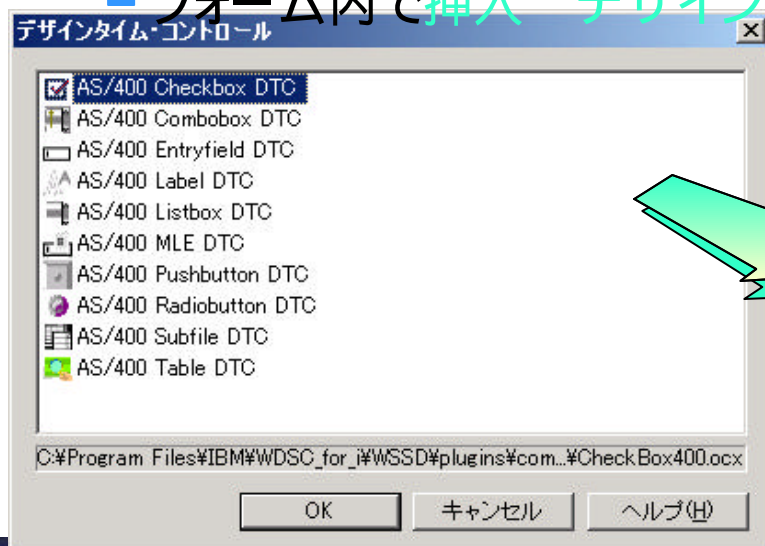 フォーム内で挿入 デザイン
デザインタイム・コントロール
AS/400 Checkbox DTC
AS/400 Combobox DTC
AS/400 Entryfield DTC
AS/400 Label DTC
AS/400 Listbox DTC
AS/400 MLE DTC
AS/400 Pushbutton DTC
AS/400 Radiobutton DTC
AS/400 Subfile DTC
AS/400 Table DTC
C:¥Program Files¥IBM¥WDSC_for_i¥WSSD¥plugins¥com...¥CheckBox400.ocx
OK キャンセル ヘルプ(H)